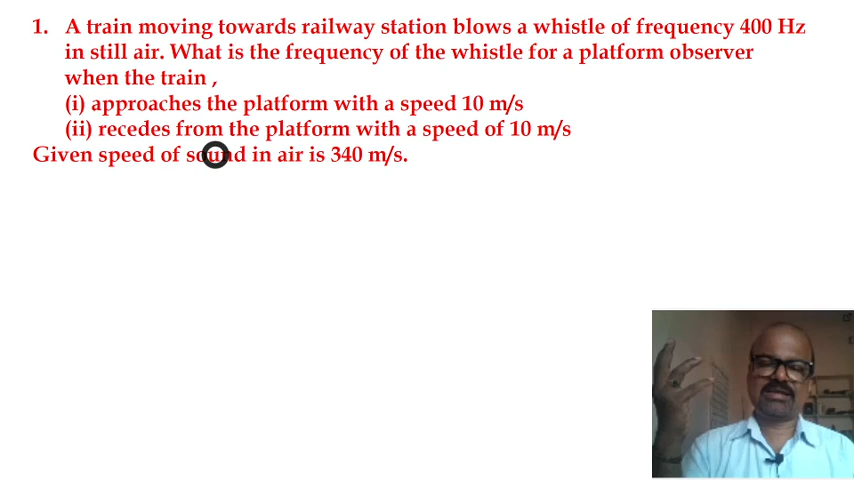 1. A train moving towards railway station blows a whistle of frequency 400 Hz
in still air. What is the frequency of the whistle for a platform observer
when the train ,
(i) approaches the platform with a speed 10 m/s
(ii) recedes from the platform with a speed of 10 m/s
Given speed of sound in air is 340 m/s.